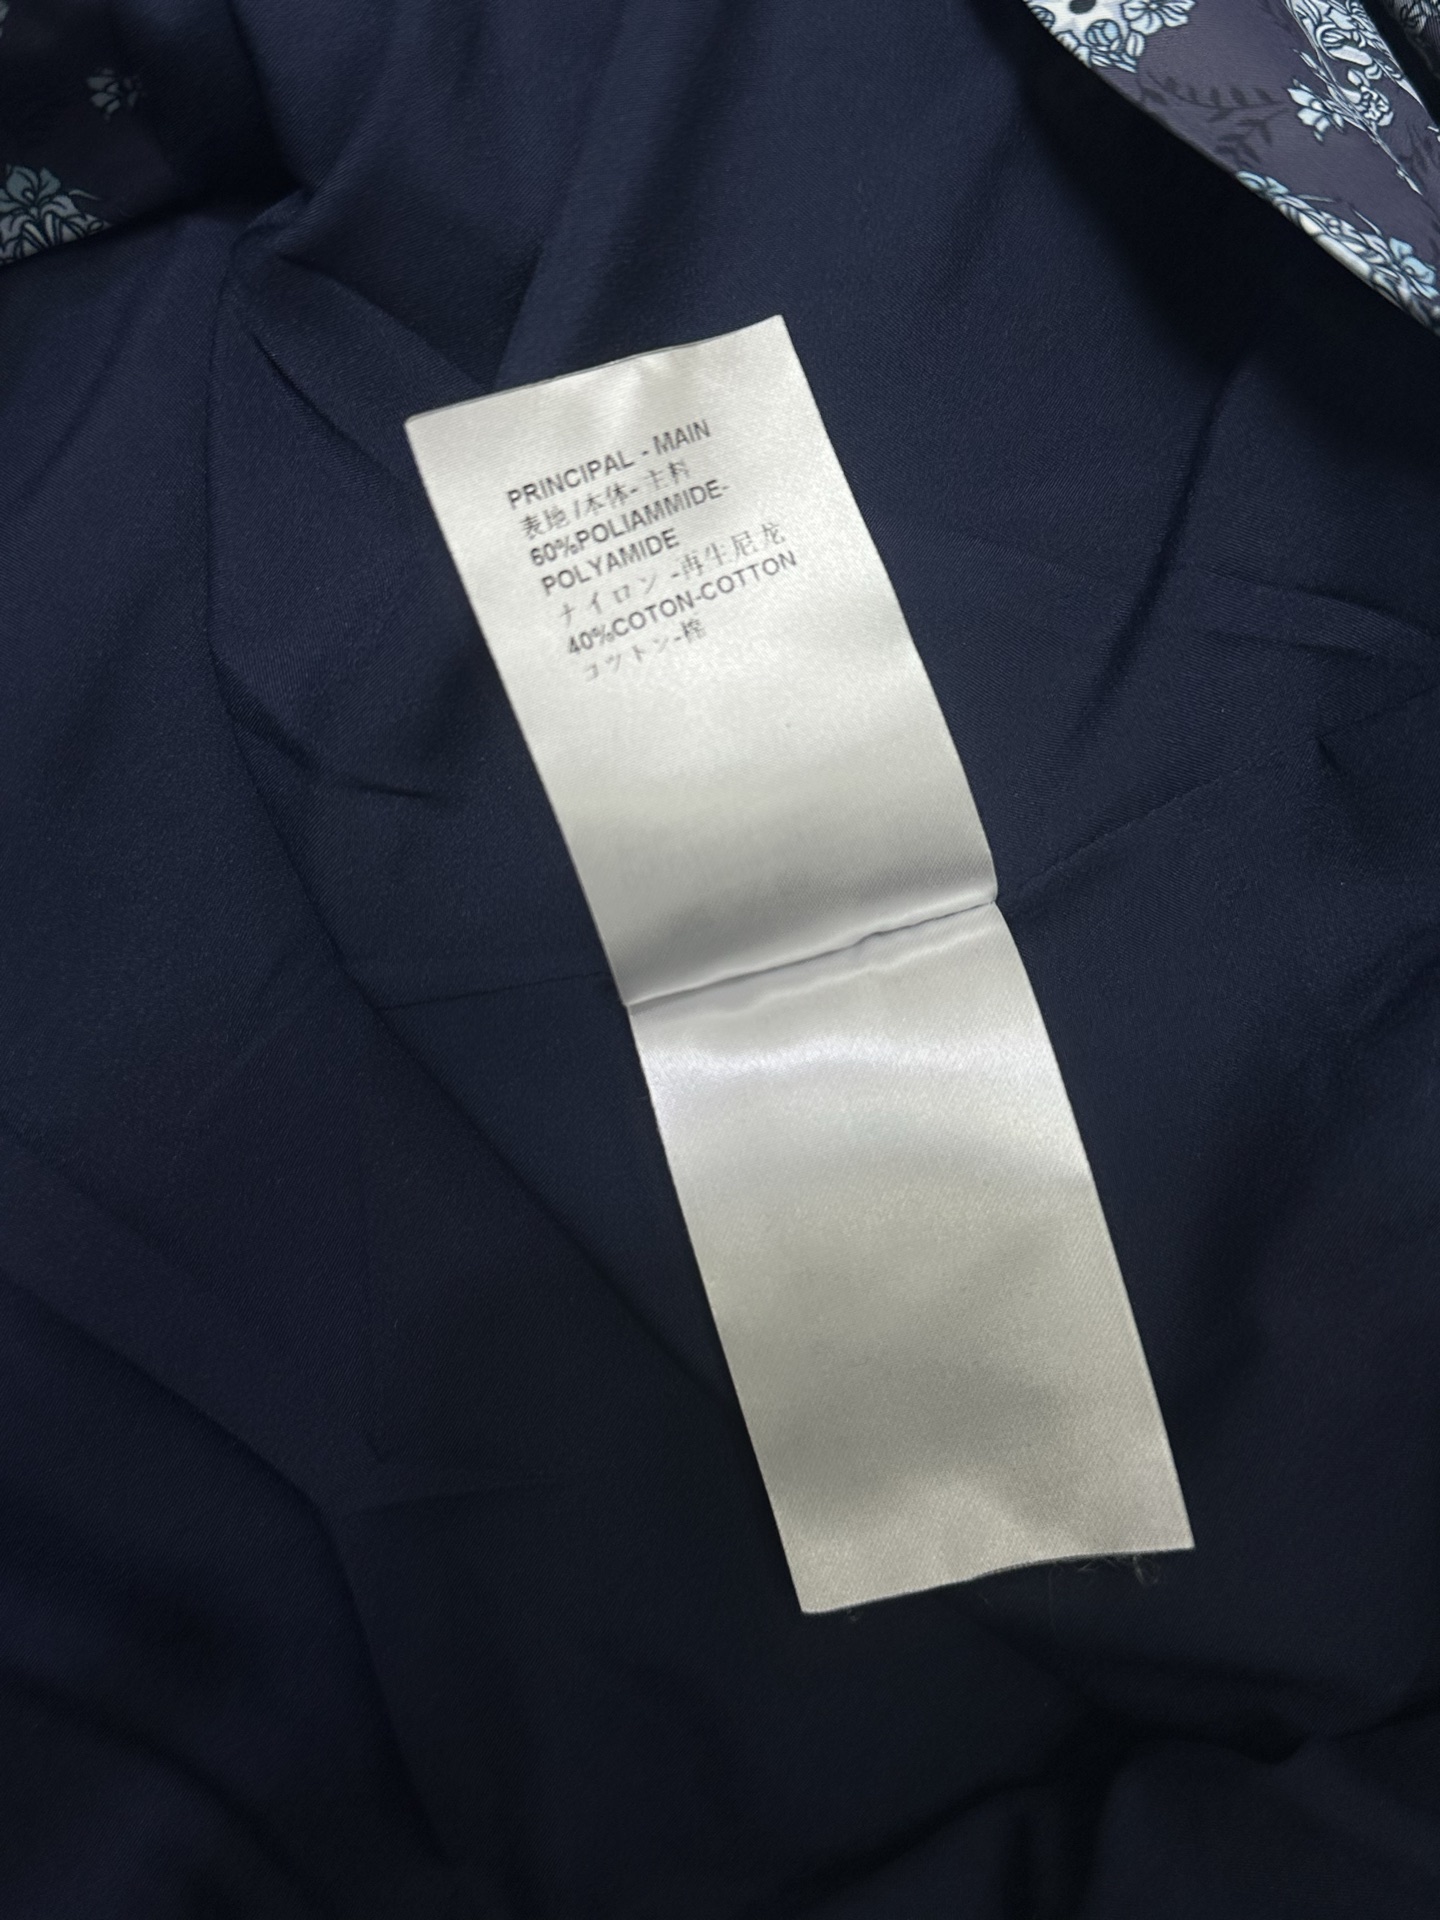 PRINCIPAL - MAIN
表地 /本体- 主料
60%POLIAMMIDE-
POLYAMIDE
ナイロン -再生尼龙
40%COTON-COTTON
コットン-棉